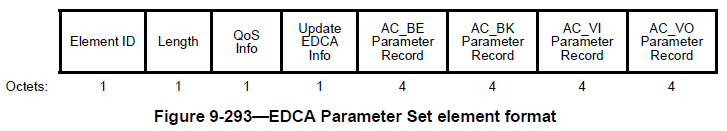 Element ID
Length
QoS
Info
Update
EDCA
Info
AC_BE
Parameter
Record
AC_BK
Parameter
Record
AC_VI
Parameter
Record
AC_VO
Parameter
Record
Octets: 1 1 1 1 4 4 4 4
Figure 9-293—EDCA Parameter Set element format